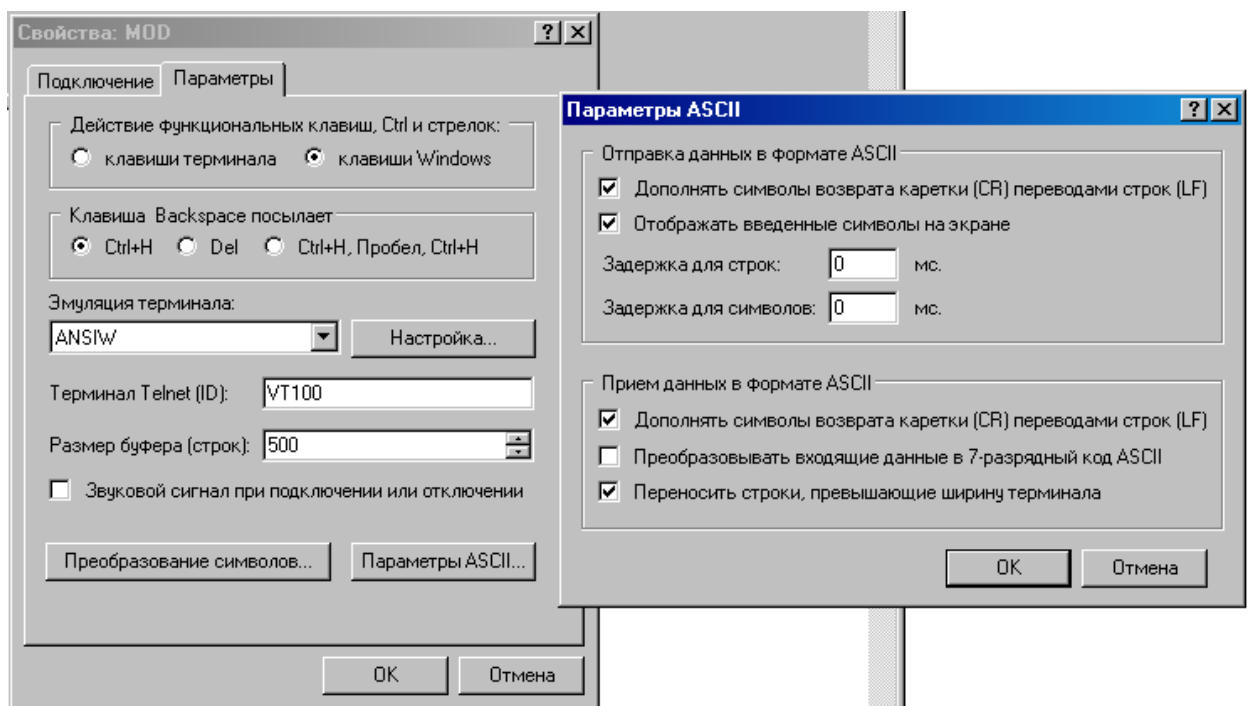 Свойства: MOD
Подключение
Параметры
Действие функциональных клавиш, Ctrl и стрелок:
клавиши терминала
клавиши Windows
Клавиша Backspace посылает
Ctrl+H
Del
Ctrl+H, Пробел, Ctrl+H
Эмуляция терминала:
ANSIW
Настройка...
Терминал Telnet (ID):
VT100
Размер буфера (строк):
500
Звуковой сигнал при подключении или отключении
Преобразование символов...
Параметры ASCII...
OK
Отмена
Параметры ASCII
Отправка данных в формате ASCII
Дополнять символы возврата каретки (CR) переводами строк (LF)
Отображать введенные символы на экране
Задержка для строк:
0
мс.
Задержка для символов:
0
мс.
Прием данных в формате ASCII
Дополнять символы возврата каретки (CR) переводами строк (LF)
Преобразовывать входящие данные в 7-разрядный код ASCII
Переносить строки, превышающие ширину терминала
OK
Отмена